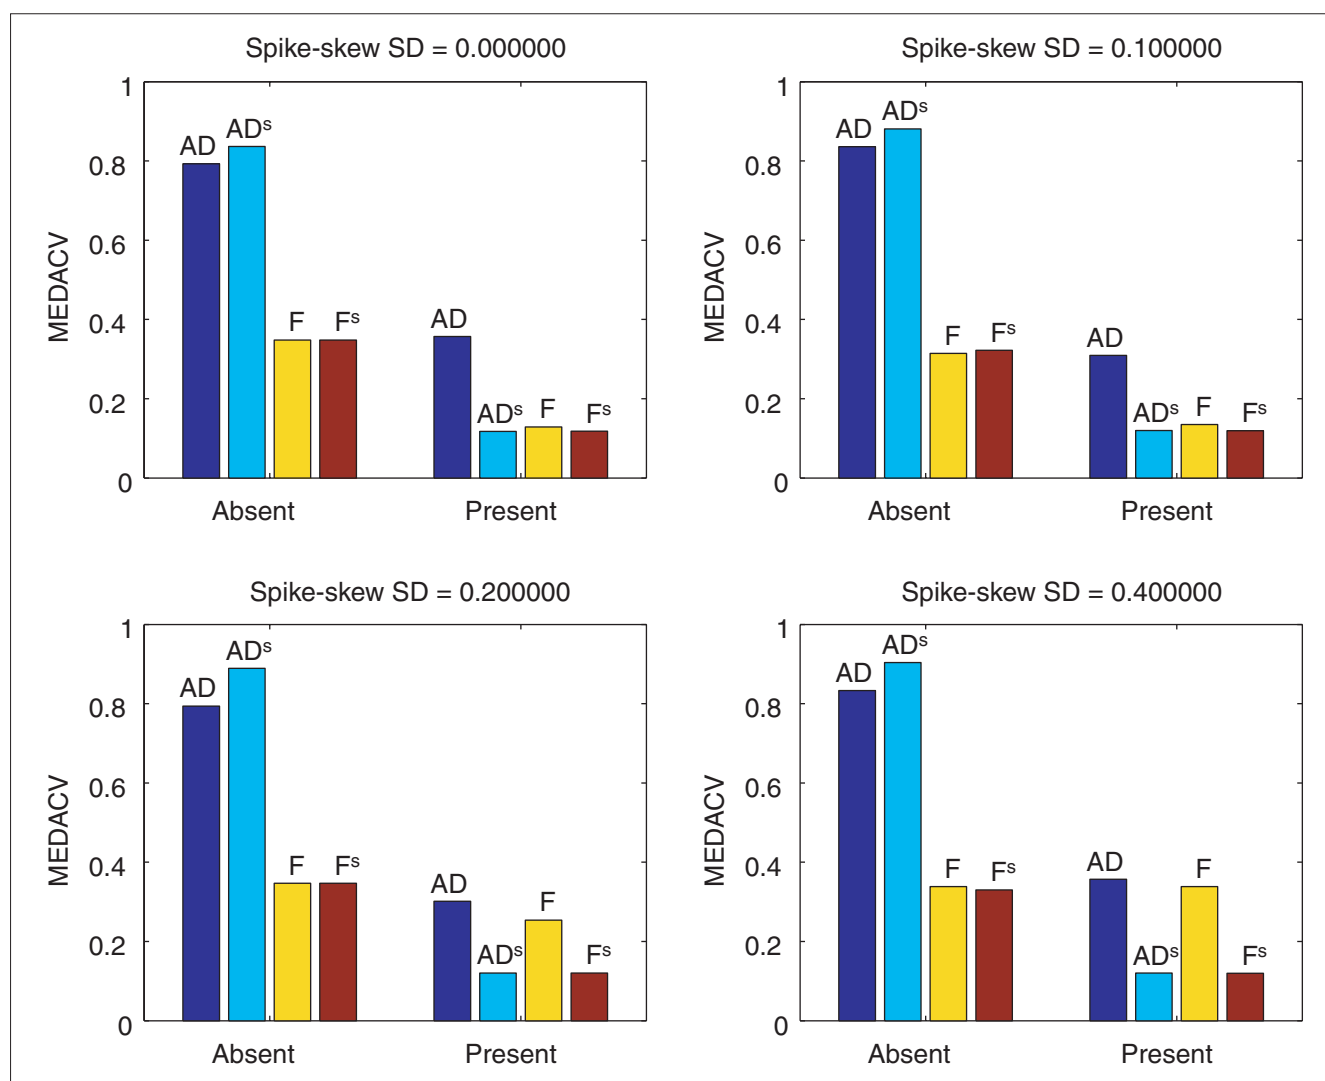 Spike-skew SD = 0.000000
1
0.8
0.6
0.4
0.2
0
MEDACV
AD
ADˢ
F
Fˢ
AD
ADˢ
F
Fˢ
Absent
Present
Spike-skew SD = 0.100000
1
0.8
0.6
0.4
0.2
0
MEDACV
AD
ADˢ
F
Fˢ
AD
ADˢ
F
Fˢ
Absent
Present
Spike-skew SD = 0.200000
1
0.8
0.6
0.4
0.2
0
MEDACV
AD
ADˢ
F
Fˢ
AD
ADˢ
F
Fˢ
Absent
Present
Spike-skew SD = 0.400000
1
0.8
0.6
0.4
0.2
0
MEDACV
AD
ADˢ
F
Fˢ
AD
ADˢ
F
Fˢ
Absent
Present